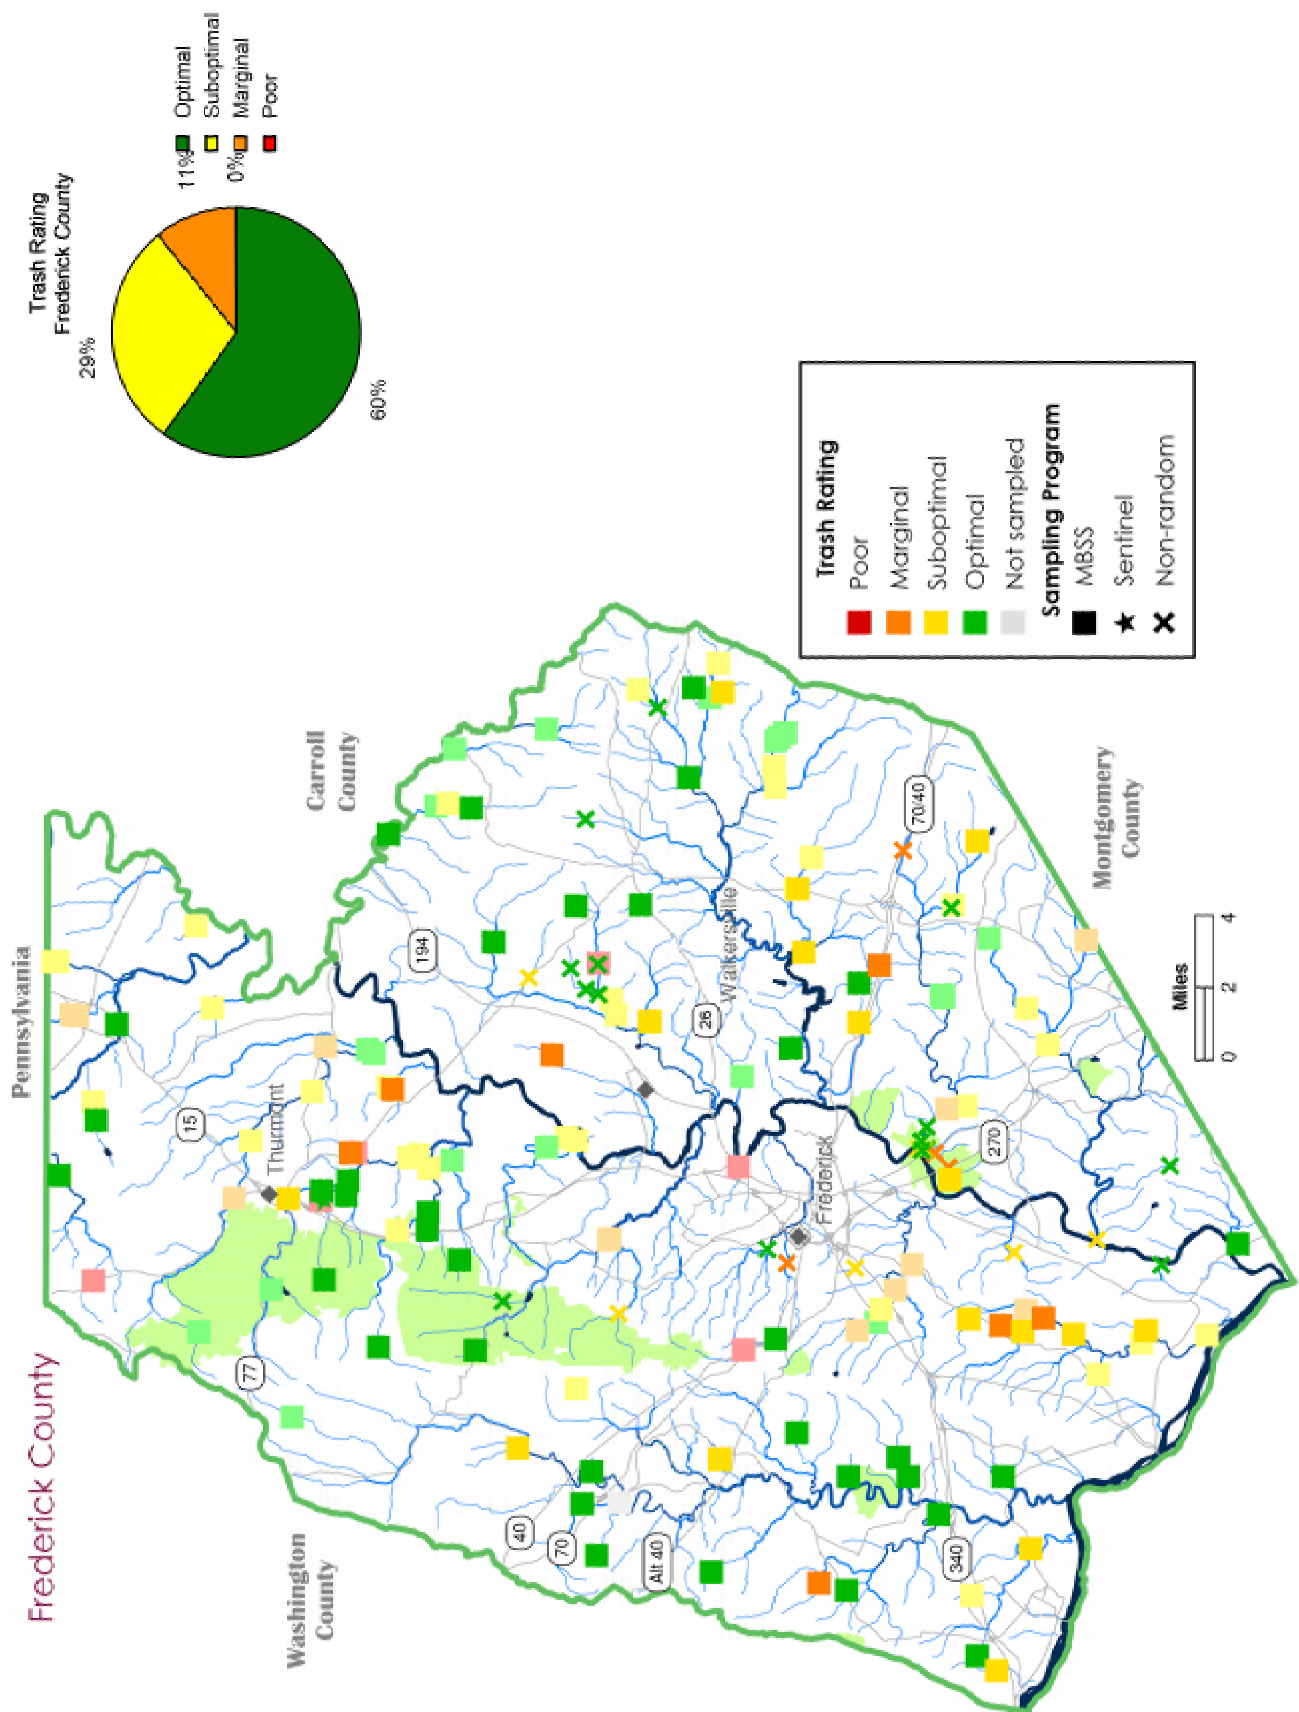 Frederick County
Trash Rating
Frederick County
29%
11%
0%
60%
Optimal
Suboptimal
Marginal
Poor
Pennsylvania
Carroll
County
Washington
County
Montgomery
County
Thurmont
Walkersville
Frederick
15
77
194
26
40
70
Alt 40
340
270
70/40
Trash Rating
Poor
Marginal
Suboptimal
Optimal
Not sampled
Sampling Program
MBSS
Sentinel
Non-random
Miles
0 2 4